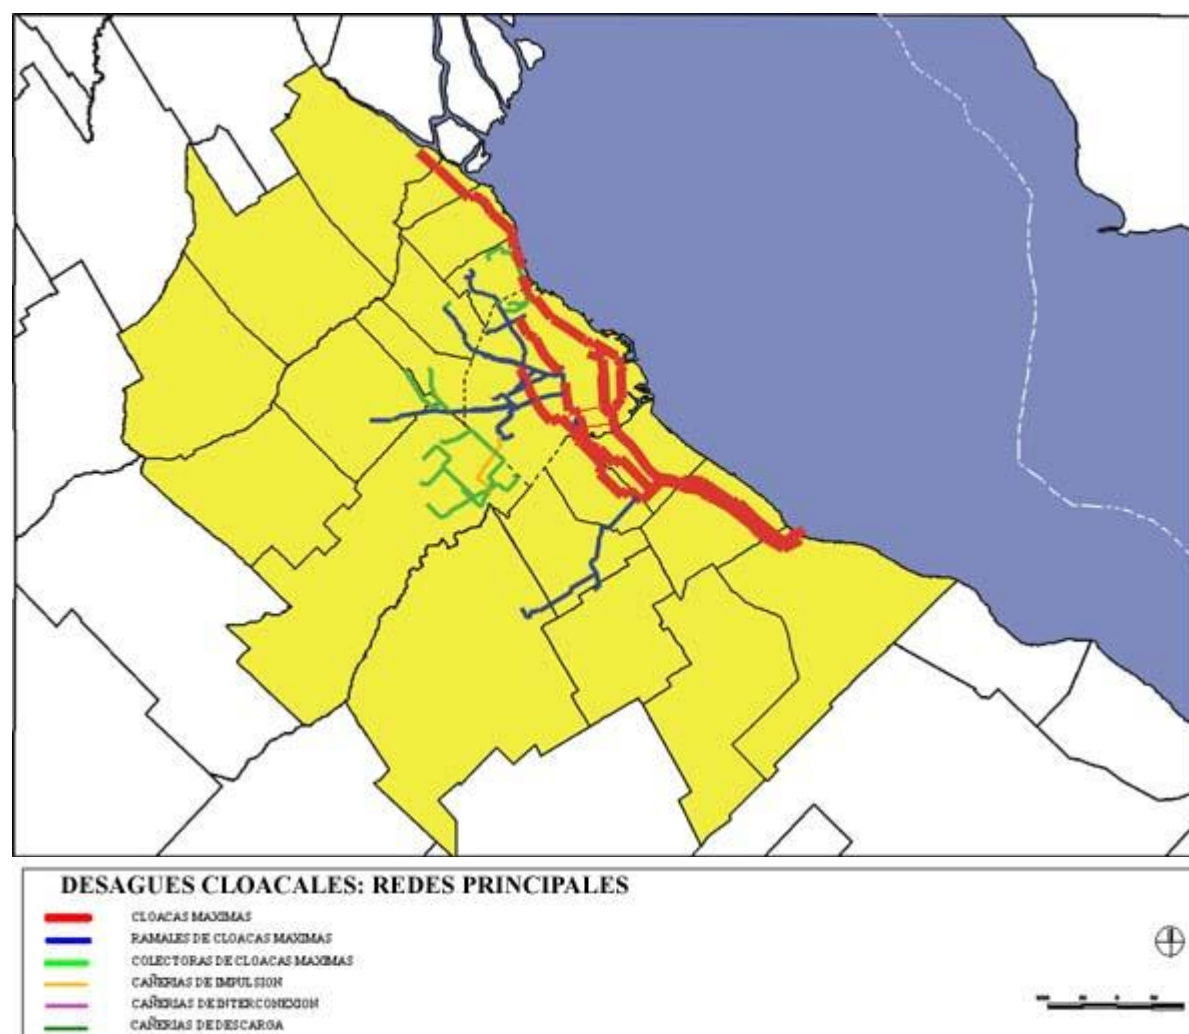 DESAGUES CLOACALES: REDES PRINCIPALES
CLOACAS MAXIMAS
RAMALES DE CLOACAS MAXIMAS
COLECTORAS DE CLOACAS MAXIMAS
CAÑERIAS DE IMPULSION
CAÑERIAS DE INTERCONEXION
CAÑERIAS DE DESCARGA